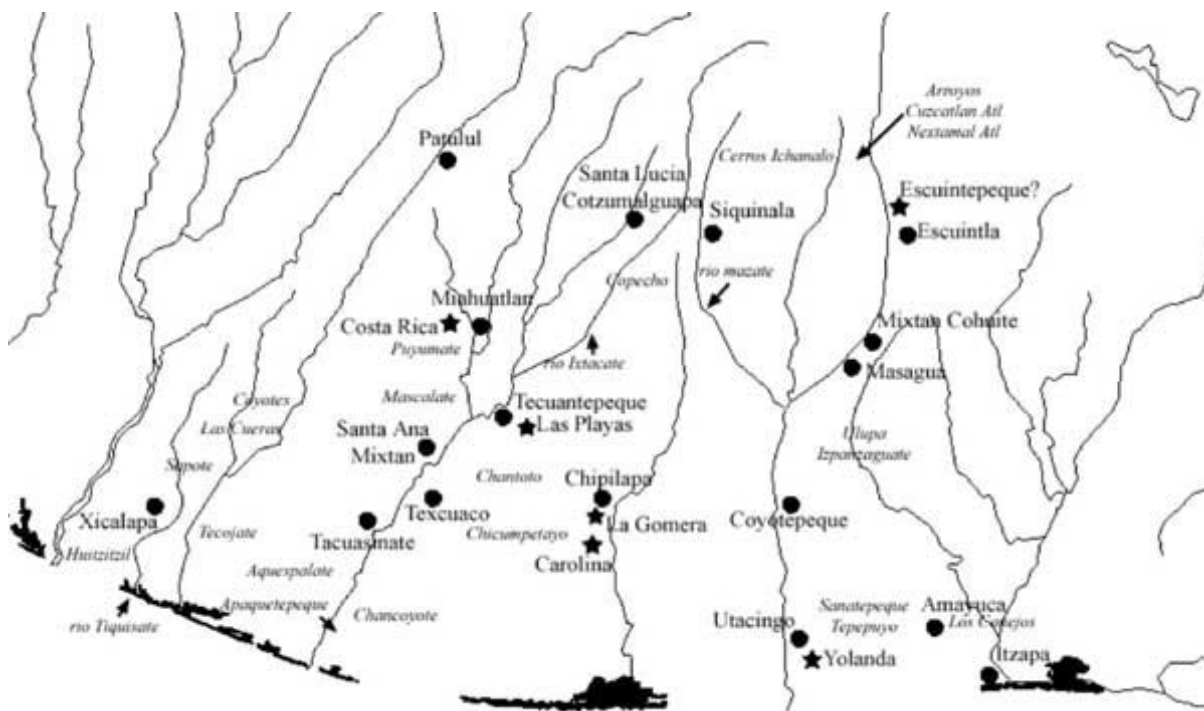 Arroyos
Cuzcatlan Atl
Nextamal Atl
Patulul
Cerros Ichanalo
Santa Lucia
Cotzumalguapa
Escuintepeque?
Siquinala
Escuintla
rio mazate
Copecho
Miahuatlan
Costa Rica
Puyumate
Mixtan Cohuite
rio Ixtacate
Masagua
Mascalate
Coyotes
Tecuantepeque
Las Playas
Las Cueras
Santa Ana
Mixtan
Ulupa
Izpanzaguate
Sapote
Chantoto
Chipilapa
Xicalapa
Texcuaco
La Gomera
Coyotepeque
Tacuasinate
Tecojate
Chicumpetayo
Huitzitzil
Carolina
Aquespalate
Apaquetepeque
Chancoyote
rio Tiquisate
Utacingo
Sanatepeque
Tepepuyo
Amayuca
Los Conejos
Yolanda
Itzapa